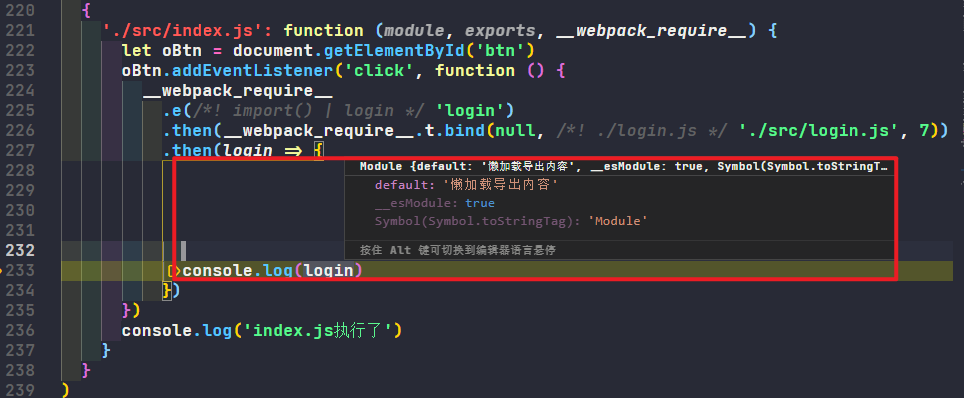 220 {
221 './src/index.js': function (module, exports, __webpack_require__) {
222 let oBtn = document.getElementById('btn')
223 oBtn.addEventListener('click', function () {
224 __webpack_require__
225 .e(/*! import() | login */ 'login')
226 .then(__webpack_require__.t.bind(null, /*! ./login.js */ './src/login.js', 7))
227 .then(login => {
228 Module {default: '懒加载导出内容', __esModule: true, Symbol(Symbol.toStringT…
229 default: '懒加载导出内容'
230 __esModule: true
231 Symbol(Symbol.toStringTag): 'Module'
232 按住 Alt 键可切换到编辑器语言悬停
233 console.log(login)
234 })
235 })
236 console.log('index.js执行了')
237 }
238 }
239 )